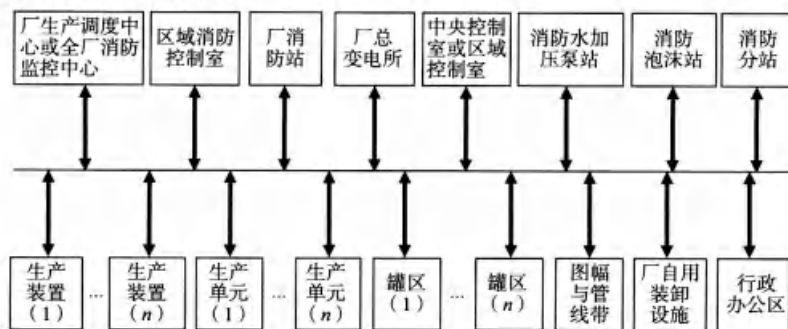 厂生产调度中
心或全厂消防
监控中心
区域消防
控制室
厂消
防站
厂总
变电所
中央控制
室或区域
控制室
消防水加
压泵站
消防
泡沫站
消防
分站
生产
装置
(1)
...
生产
装置
(n)
生产
单元
(1)
...
生产
单元
(n)
罐区
(1)
...
罐区
(n)
图幅
与管
线带
厂自用
装卸
设施
行政
办公区